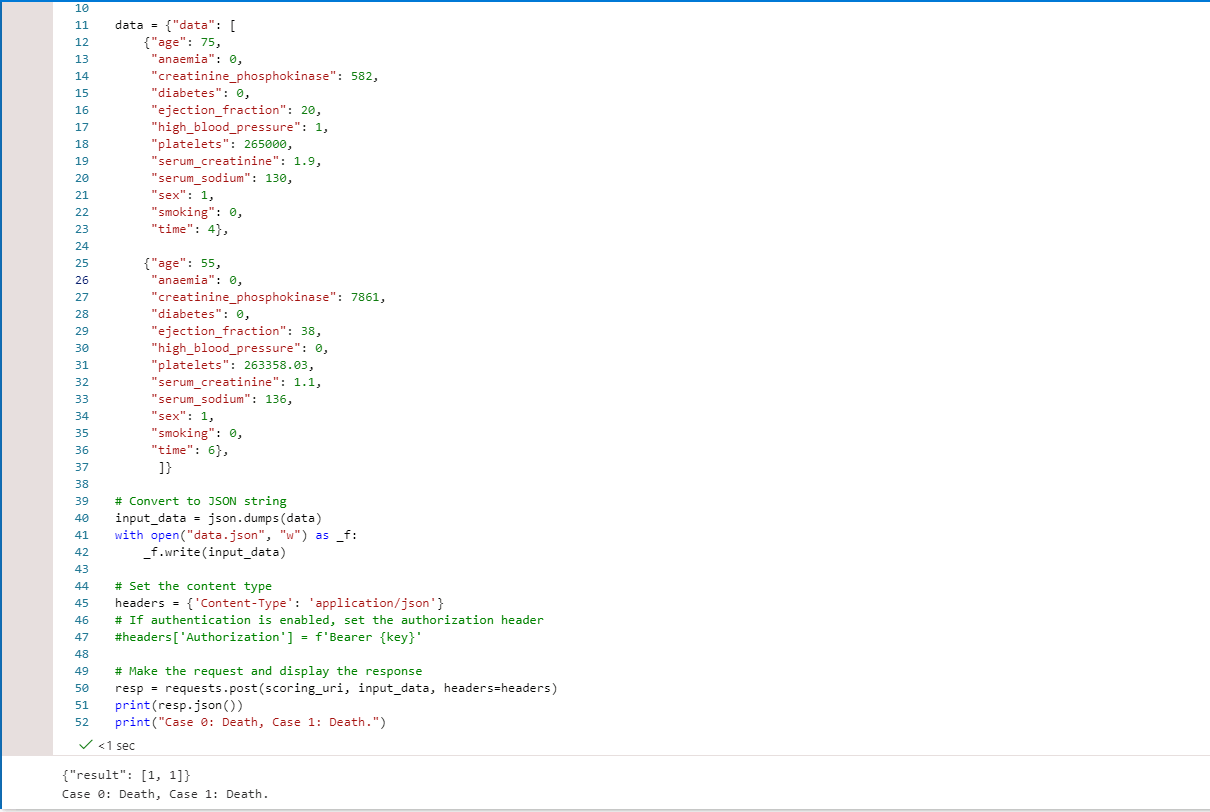 10
11 data = {"data": [
12     {"age": 75,
13      "anaemia": 0,
14      "creatinine_phosphokinase": 582,
15      "diabetes": 0,
16      "ejection_fraction": 20,
17      "high_blood_pressure": 1,
18      "platelets": 265000,
19      "serum_creatinine": 1.9,
20      "serum_sodium": 130,
21      "sex": 1,
22      "smoking": 0,
23      "time": 4},
24
25     {"age": 55,
26      "anaemia": 0,
27      "creatinine_phosphokinase": 7861,
28      "diabetes": 0,
29      "ejection_fraction": 38,
30      "high_blood_pressure": 0,
31      "platelets": 263358.03,
32      "serum_creatinine": 1.1,
33      "serum_sodium": 136,
34      "sex": 1,
35      "smoking": 0,
36      "time": 6},
37       ]}
38
39 # Convert to JSON string
40 input_data = json.dumps(data)
41 with open("data.json", "w") as _f:
42     _f.write(input_data)
43
44 # Set the content type
45 headers = {'Content-Type': 'application/json'}
46 # If authentication is enabled, set the authorization header
47 #headers['Authorization'] = f'Bearer {key}'
48
49 # Make the request and display the response
50 resp = requests.post(scoring_uri, input_data, headers=headers)
51 print(resp.json())
52 print("Case 0: Death, Case 1: Death.")
<1 sec
{"result": [1, 1]}
Case 0: Death, Case 1: Death.